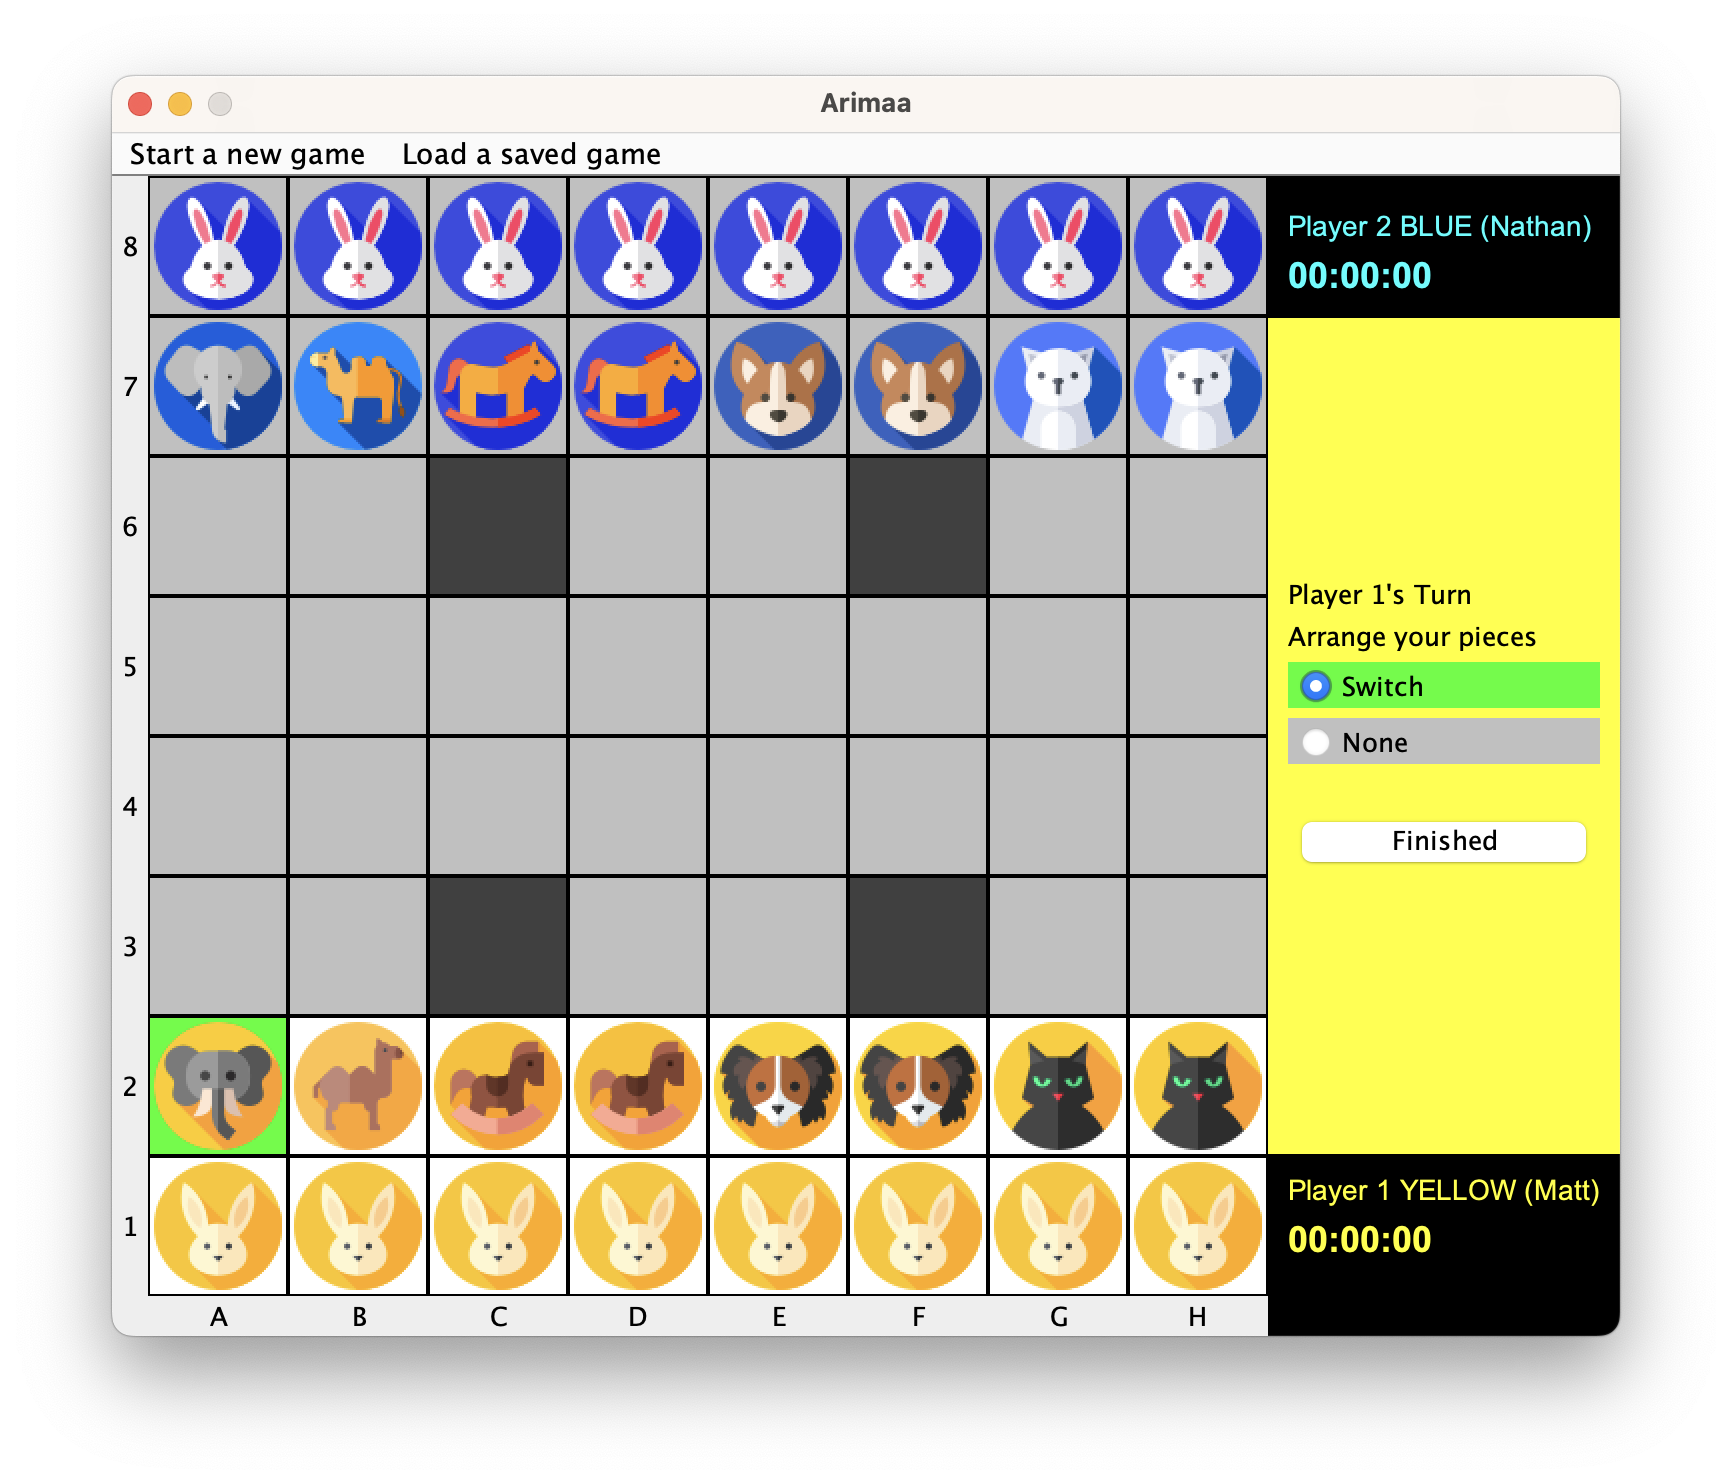 Arimaa
Start a new game Load a saved game
8
Player 2 BLUE (Nathan)
00:00:00
7
6
Player 1's Turn
Arrange your pieces
5
Switch
None
4
Finished
3
2
Player 1 YELLOW (Matt)
1
00:00:00
A B C D E F G H